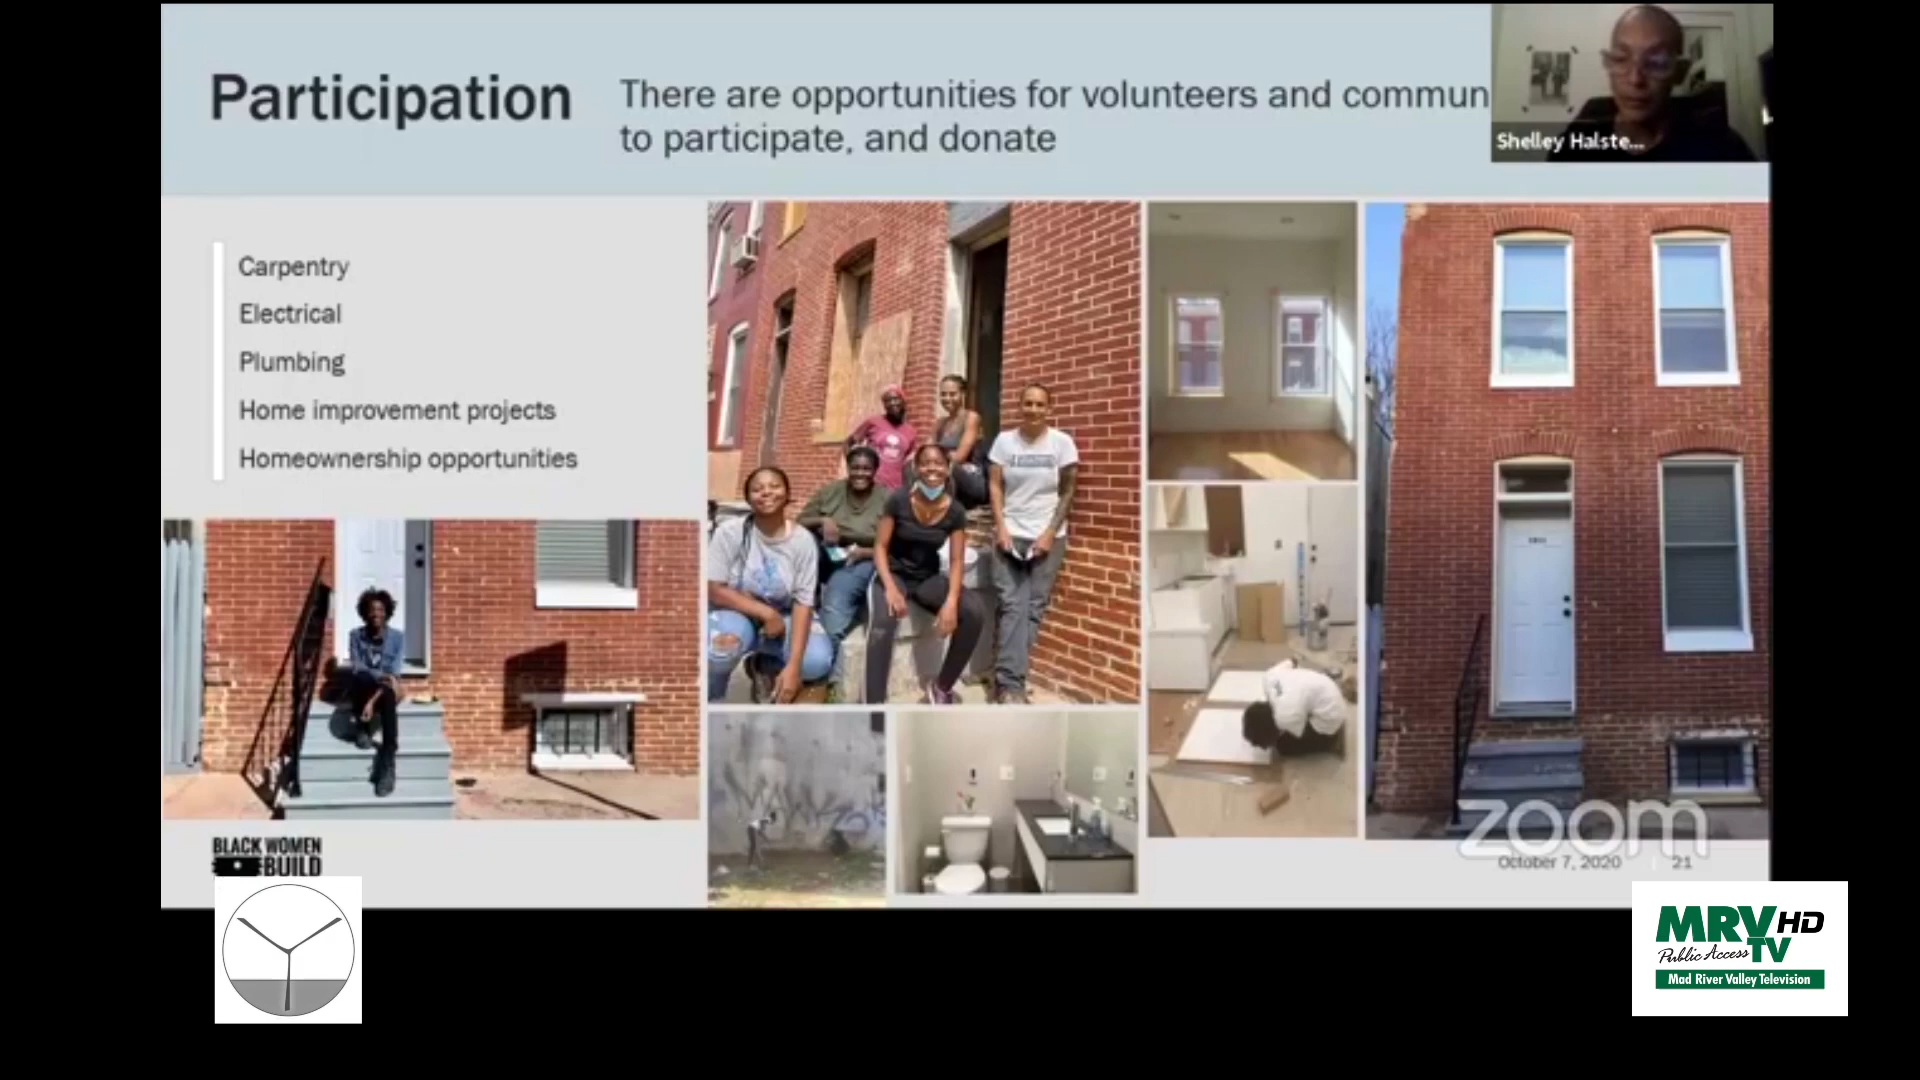 Participation
There are opportunities for volunteers and commun
to participate, and donate
Shelley Halste...
Carpentry
Electrical
Plumbing
Home improvement projects
Homeownership opportunities
BLACK WOMEN
BUILD
zoom
October 7, 2020 21
MRV HD
Public Access TV
Mad River Valley Television